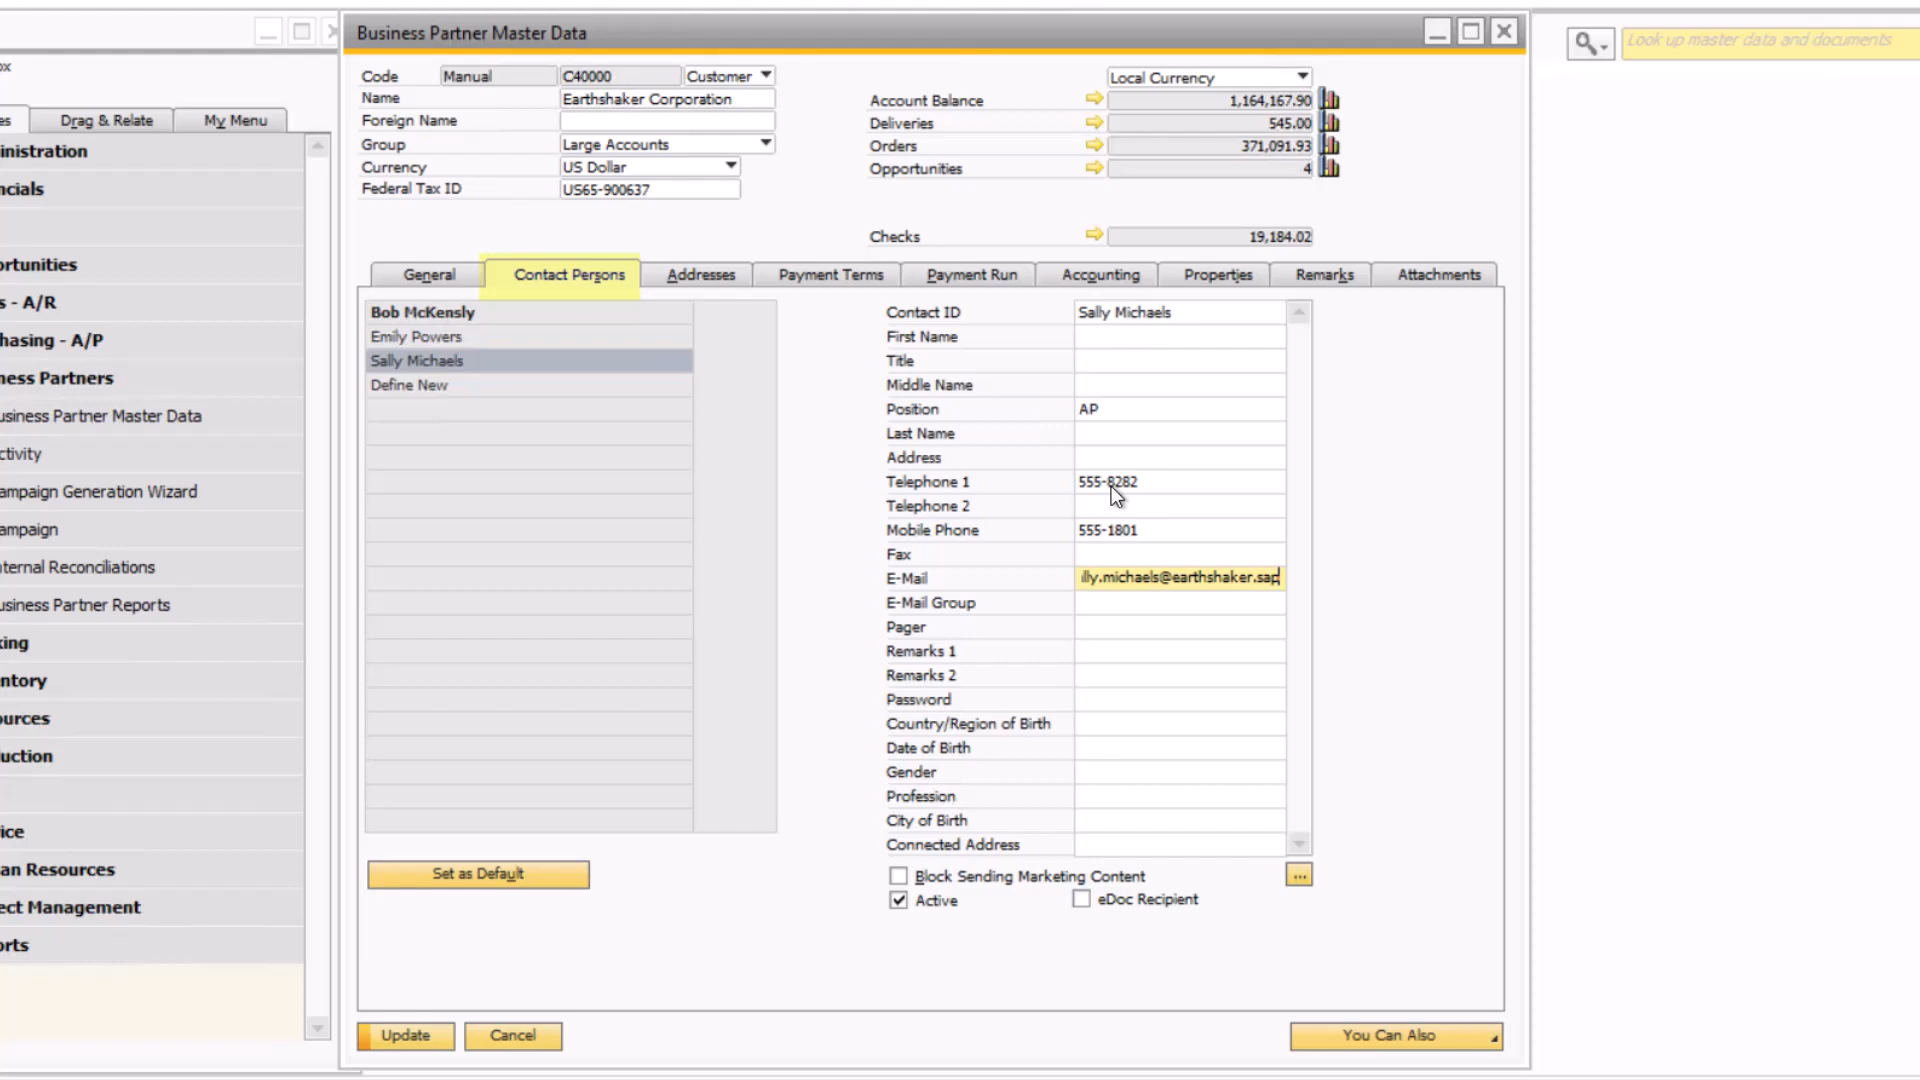 Business Partner Master Data
Look up master data and documents
ox
es Drag & Relate My Menu
inistration
ncials
ortunities
s - A/R
hasing - A/P
ness Partners
usiness Partner Master Data
ctivity
ampaign Generation Wizard
ampaign
nternal Reconciliations
usiness Partner Reports
king
ntory
ources
uction
ice
an Resources
ect Management
orts
Code Manual C40000 Customer
Name Earthshaker Corporation
Foreign Name
Group Large Accounts
Currency US Dollar
Federal Tax ID US65-900637
Local Currency
Account Balance 1,164,167.90
Deliveries 545.00
Orders 371,091.93
Opportunities 4
Checks 19,184.02
General Contact Persons Addresses Payment Terms Payment Run Accounting Properties Remarks Attachments
Bob McKensly
Emily Powers
Sally Michaels
Define New
Set as Default
Contact ID Sally Michaels
First Name
Title
Middle Name
Position AP
Last Name
Address
Telephone 1 555-8282
Telephone 2
Mobile Phone 555-1801
Fax
E-Mail illy.michaels@earthshaker.sap
E-Mail Group
Pager
Remarks 1
Remarks 2
Password
Country/Region of Birth
Date of Birth
Gender
Profession
City of Birth
Connected Address
Block Sending Marketing Content ...
Active eDoc Recipient
Update Cancel You Can Also